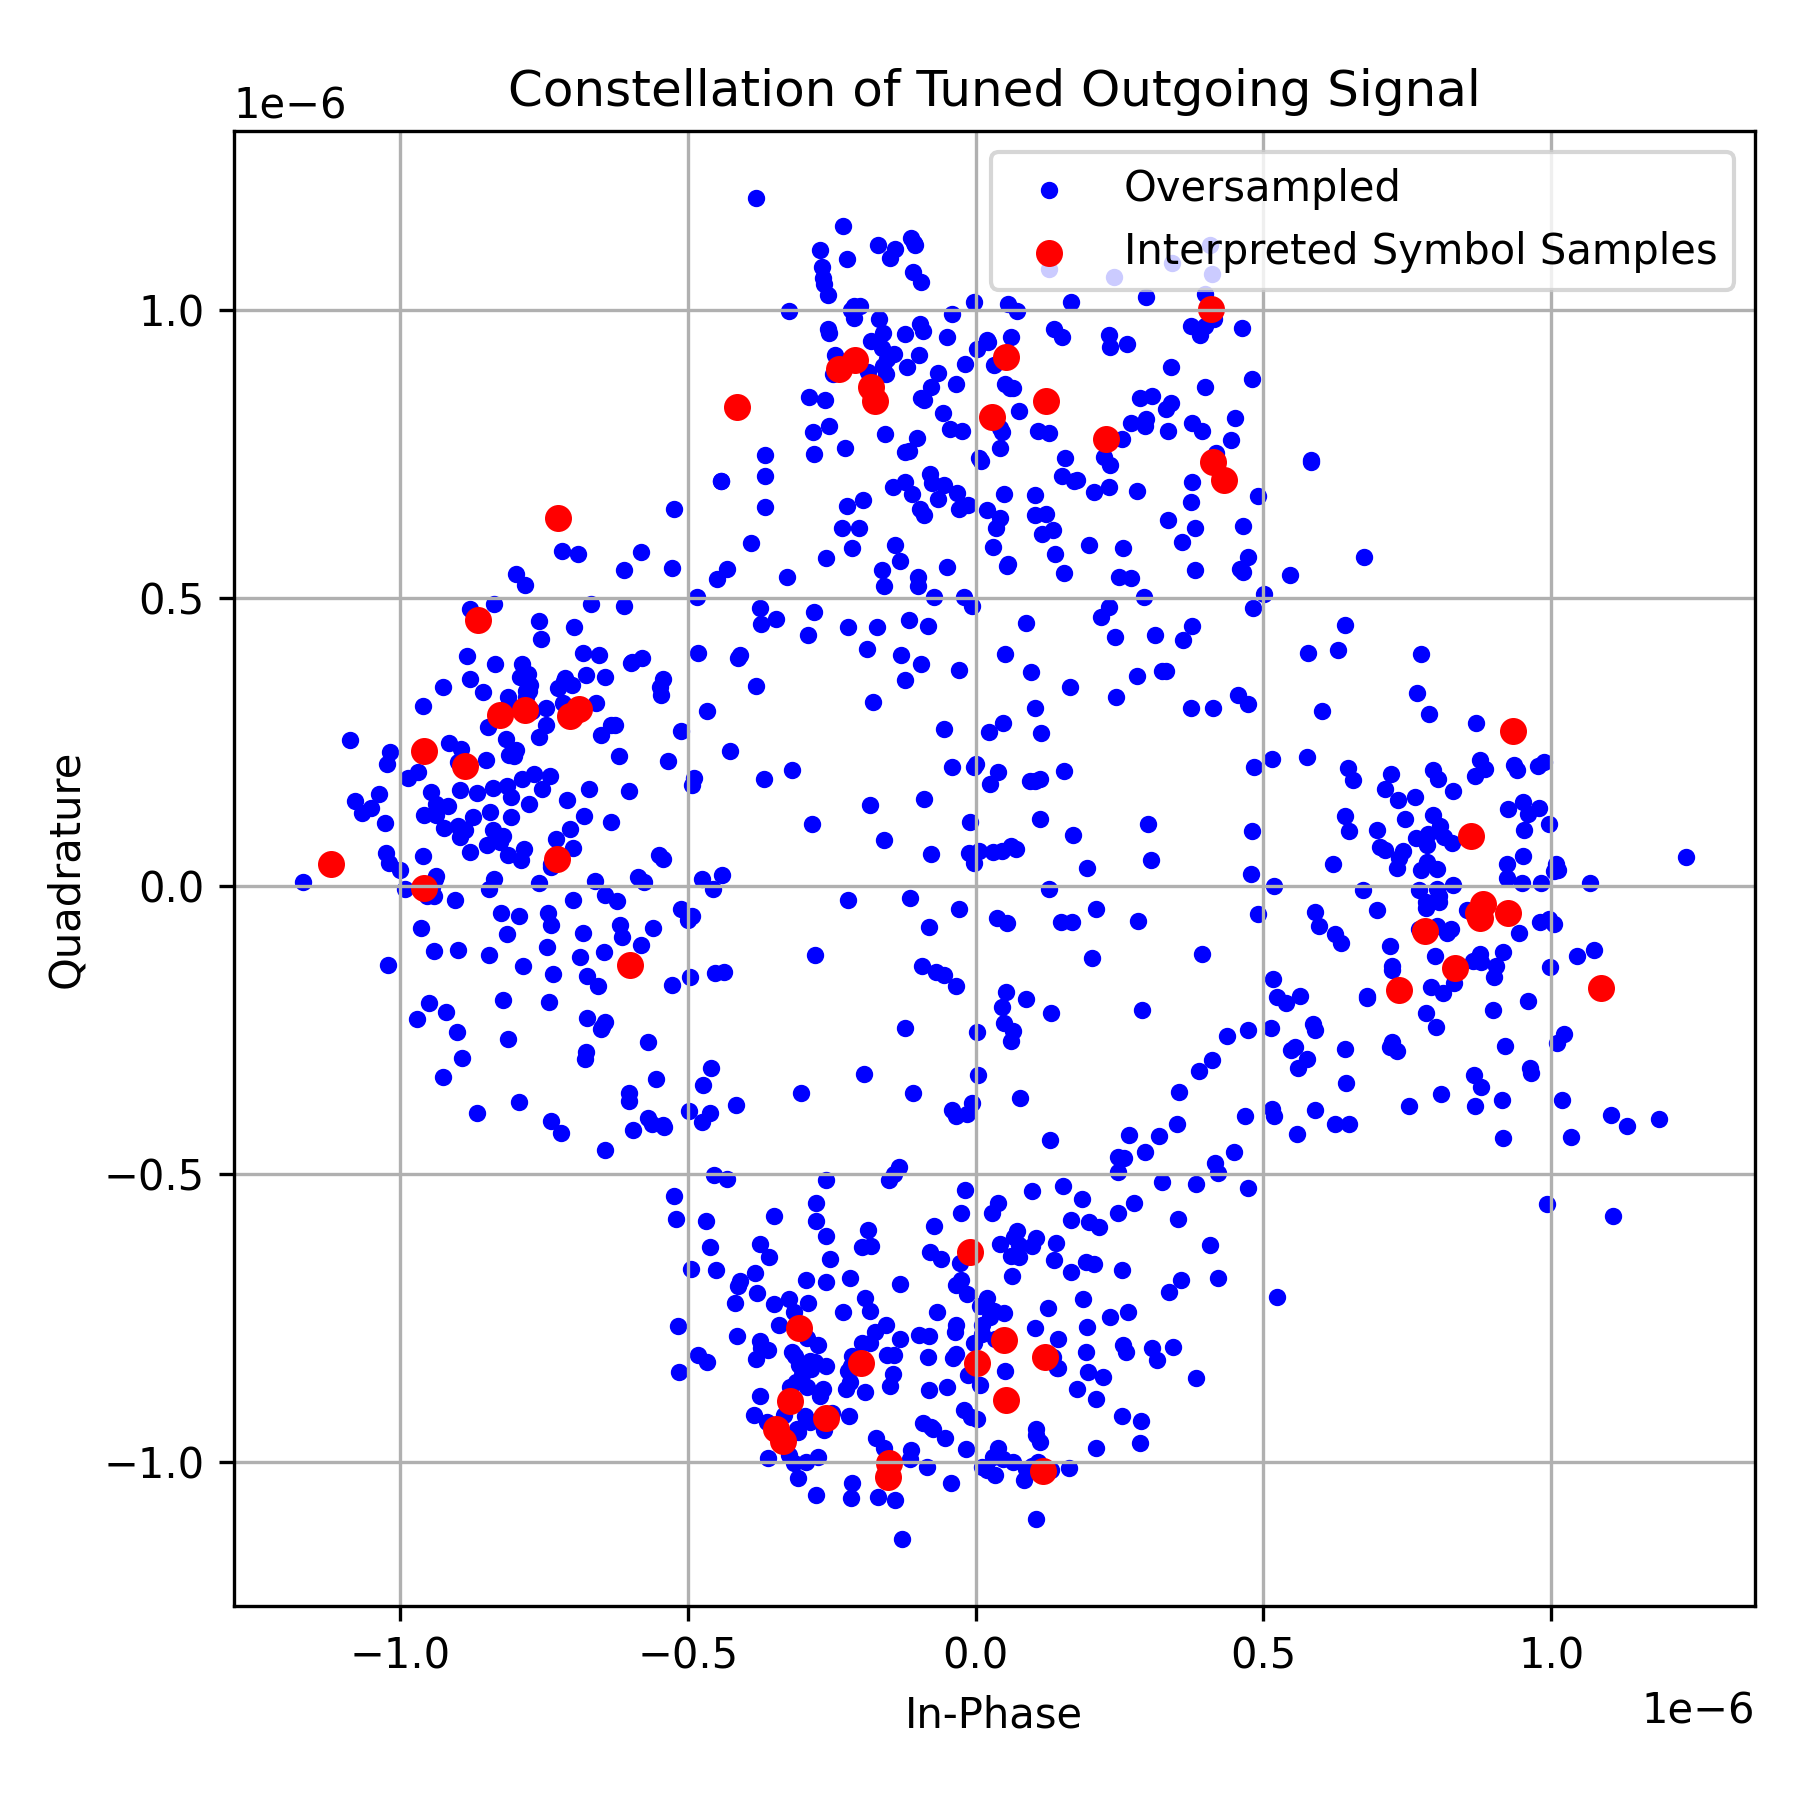 Constellation of Tuned Outgoing Signal
1e−6
Oversampled
Interpreted Symbol Samples
1.0
0.5
0.0
−0.5
−1.0
Quadrature
−1.0 −0.5 0.0 0.5 1.0
In-Phase
1e−6